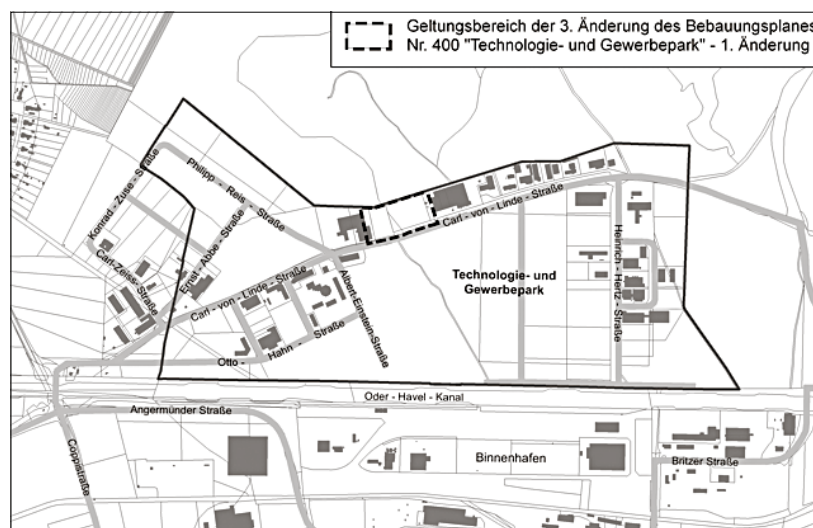 Geltungsbereich der 3. Änderung des Bebauungsplanes
Nr. 400 "Technologie- und Gewerbepark" - 1. Änderung
Konrad - Zuse - Straße
Philipp - Reis - Straße
Carl-Zeiss-Straße
Ernst - Abbe - Straße
Carl - von - Linde - Straße
Carl - von - Linde - Straße
Albert-Einstein-Straße
Otto - Hahn - Straße
Technologie- und
Gewerbepark
Heinrich - Hertz - Straße
Oder - Havel - Kanal
Angermünder Straße
Coppistraße
Binnenhafen
Britzer Straße